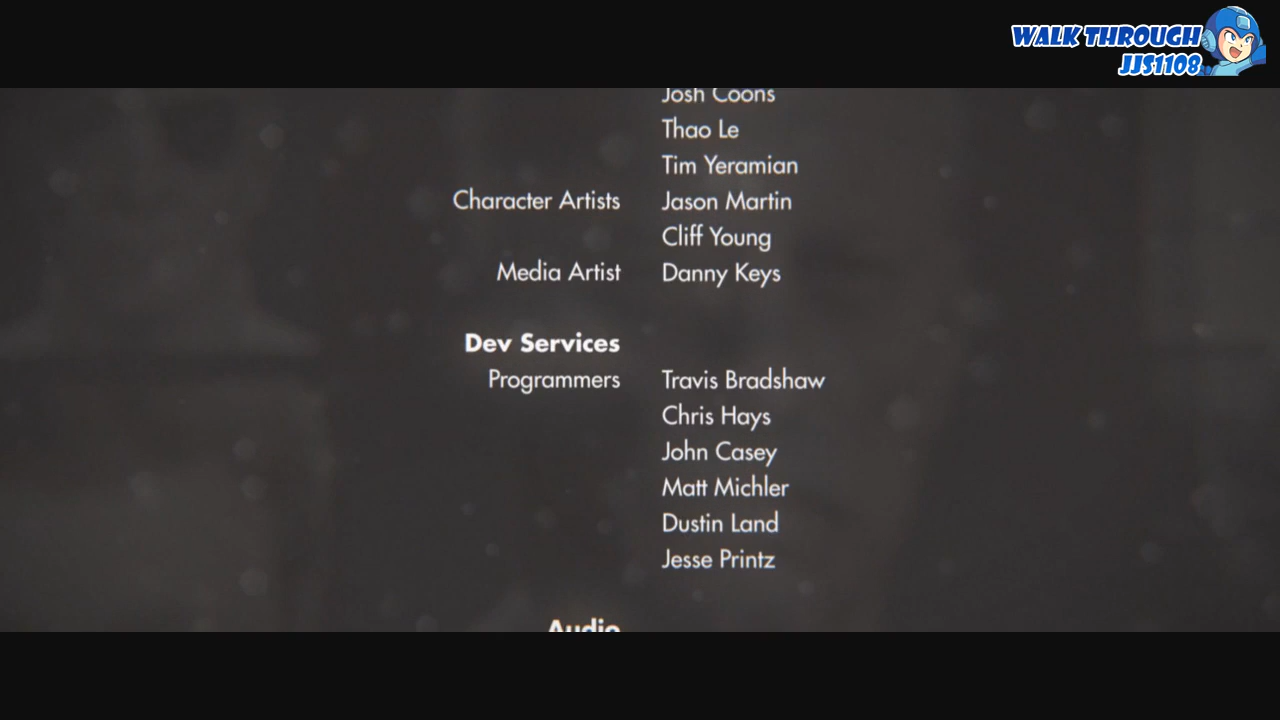 WALK THROUGH
JJS1108
Josh Coons
Thao Le
Tim Yeramian
Character Artists Jason Martin
Cliff Young
Media Artist Danny Keys
Dev Services
Programmers Travis Bradshaw
Chris Hays
John Casey
Matt Michler
Dustin Land
Jesse Printz
Audio